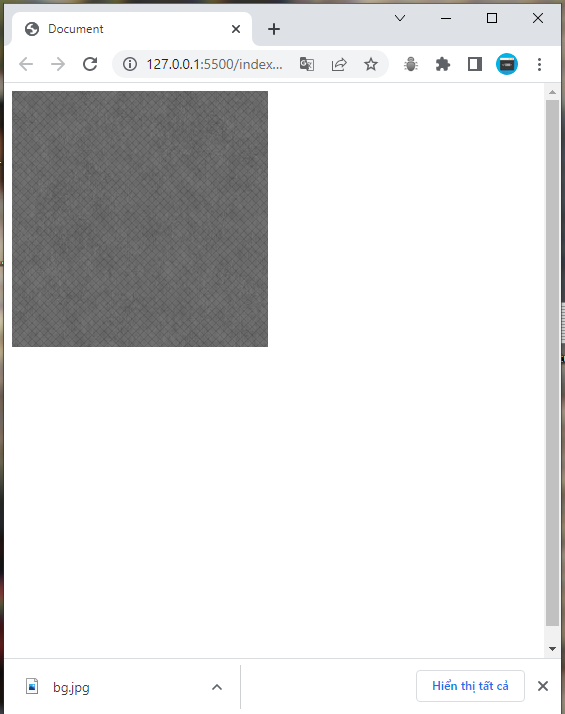 Document
127.0.0.1:5500/index...
bg.jpg
Hiển thị tất cả